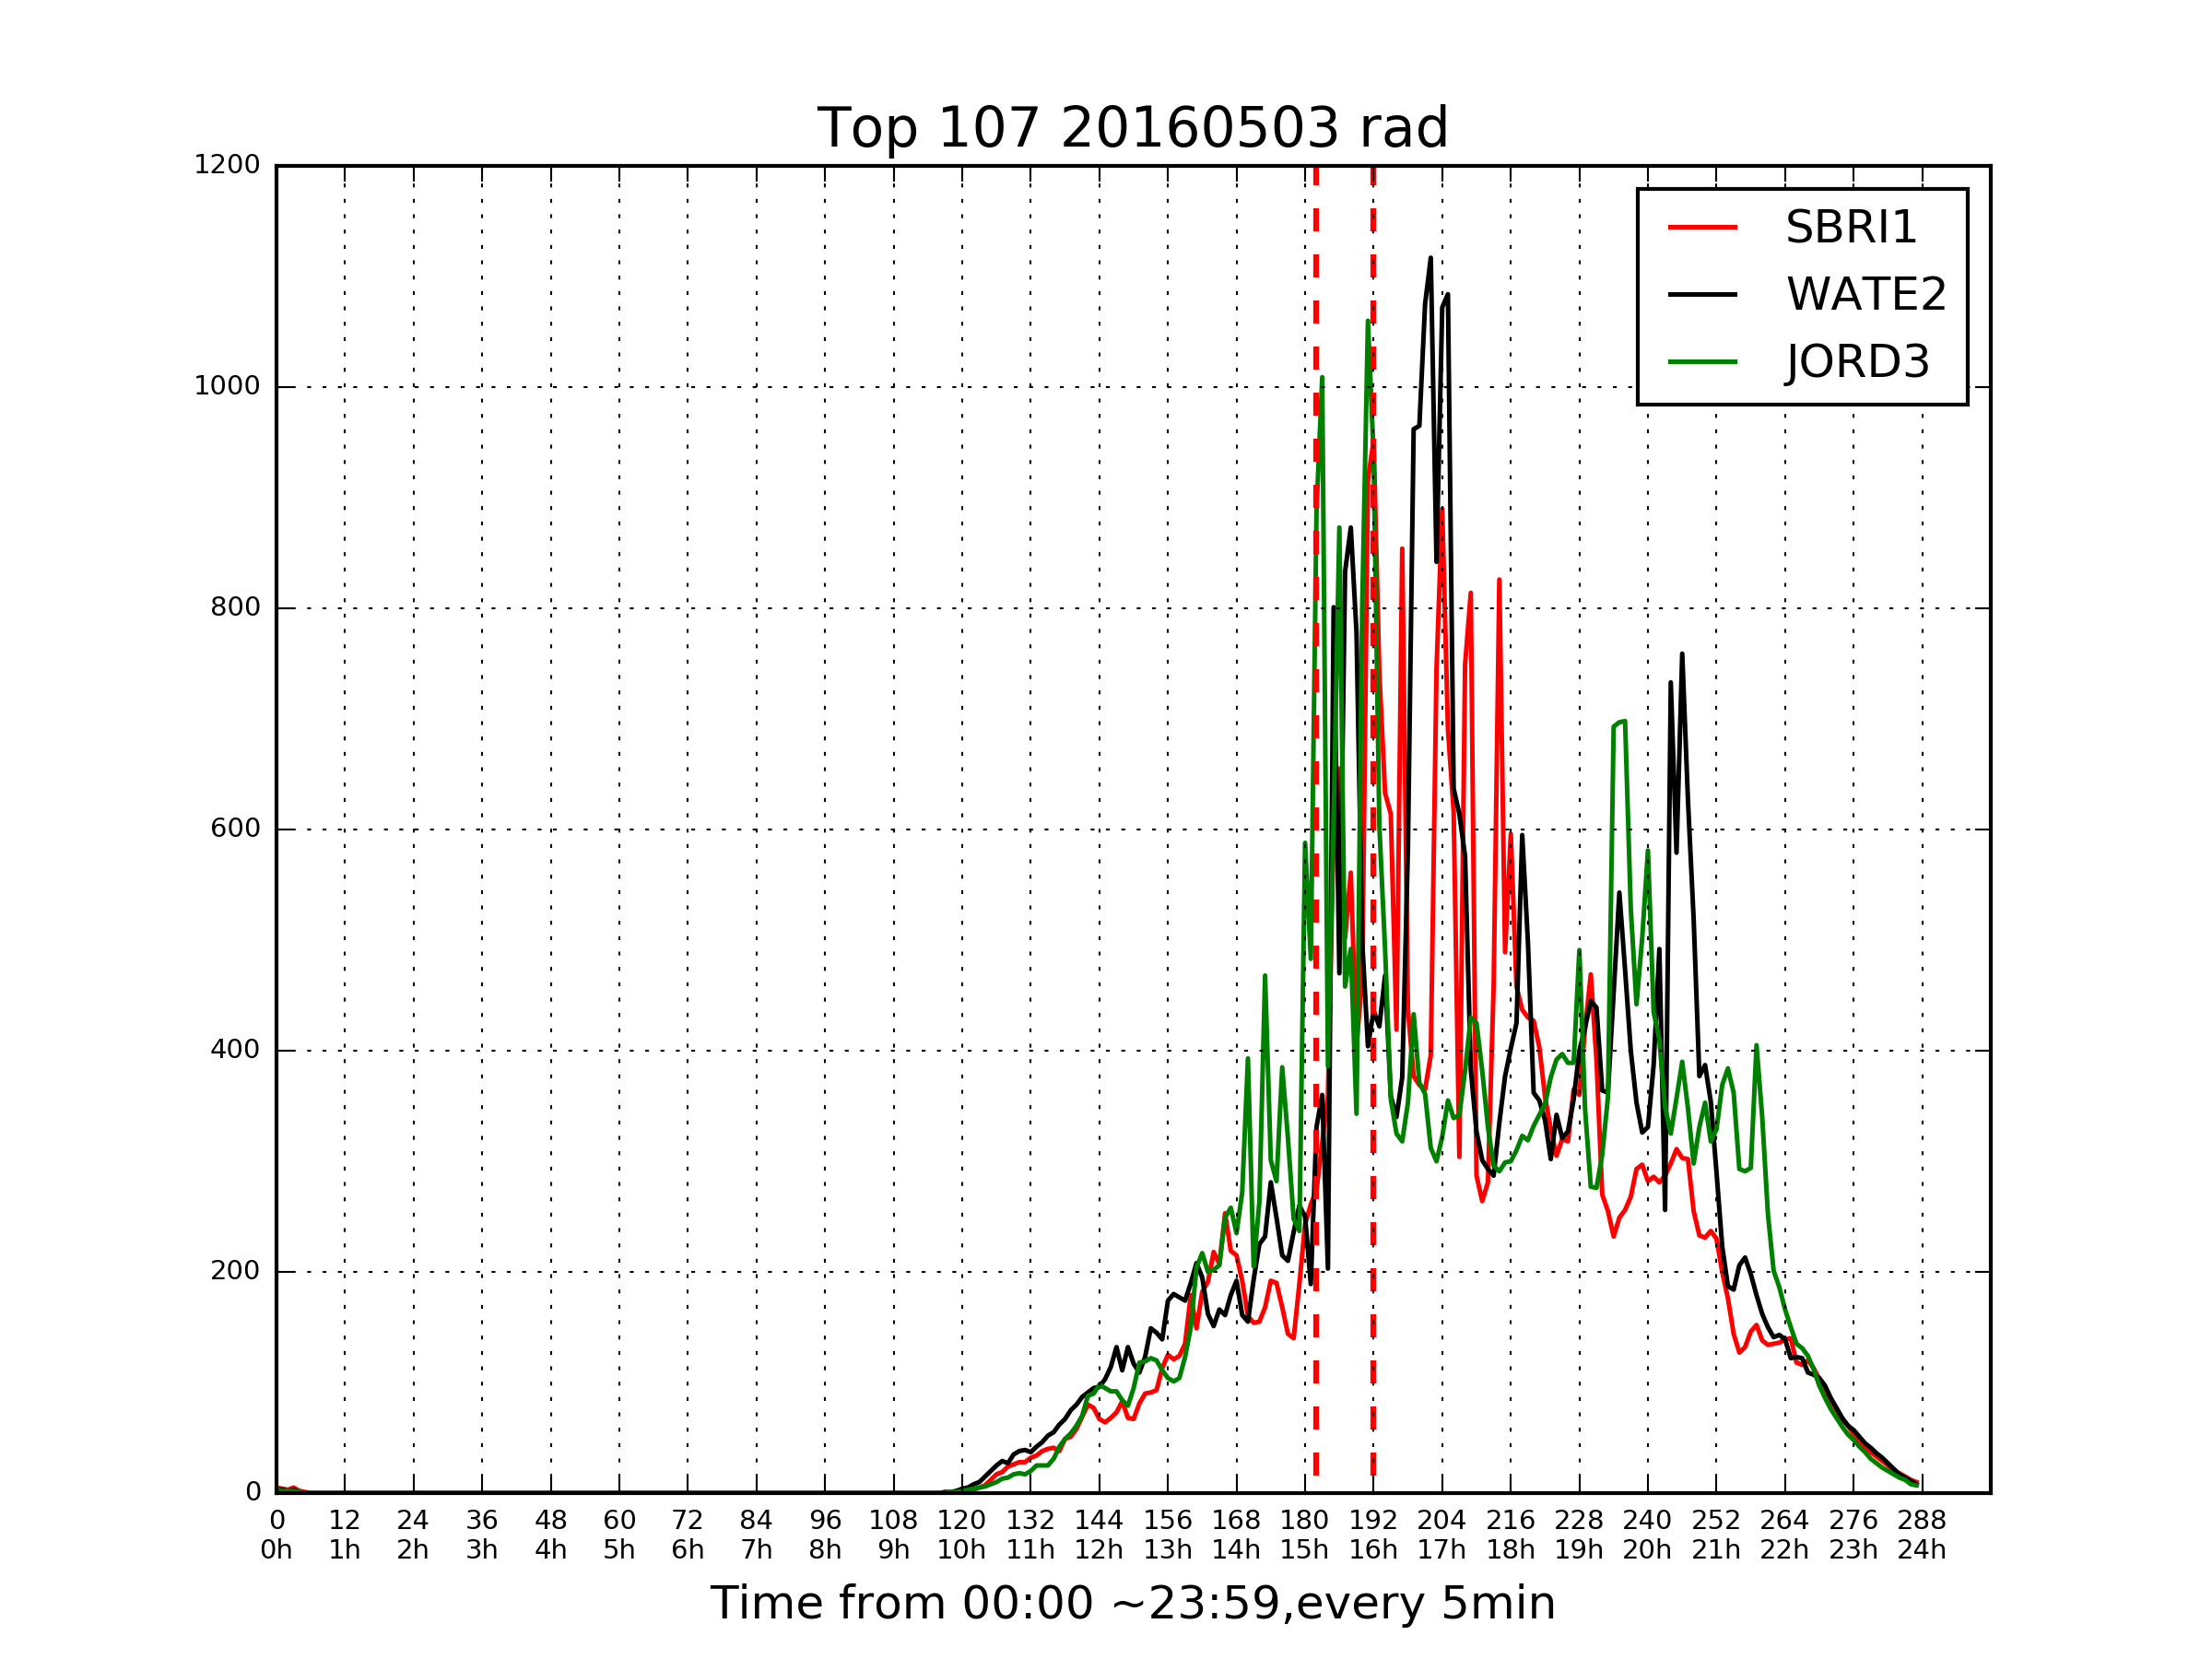 Top 107 20160503 rad
1200
1000
800
600
400
200
0
SBRI1
WATE2
JORD3
0 12 24 36 48 60 72 84 96 108 120 132 144 156 168 180 192 204 216 228 240 252 264 276 288
0h 1h 2h 3h 4h 5h 6h 7h 8h 9h 10h 11h 12h 13h 14h 15h 16h 17h 18h 19h 20h 21h 22h 23h 24h
Time from 00:00 ~23:59,every 5min